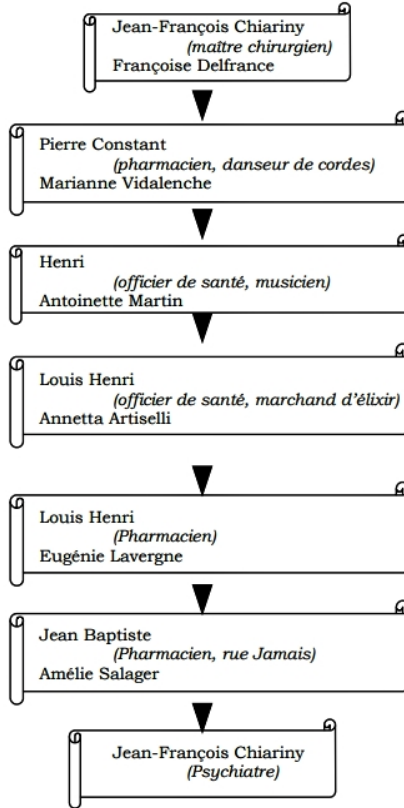 Jean-François Chiariny
(maître chirurgien)
Françoise Delfrance
Pierre Constant
(pharmacien, danseur de cordes)
Marianne Vidalenche
Henri
(officier de santé, musicien)
Antoinette Martin
Louis Henri
(officier de santé, marchand d'élixir)
Annetta Artiselli
Louis Henri
(Pharmacien)
Eugénie Lavergne
Jean Baptiste
(Pharmacien, rue Jamais)
Amélie Salager
Jean-François Chiariny
(Psychiatre)